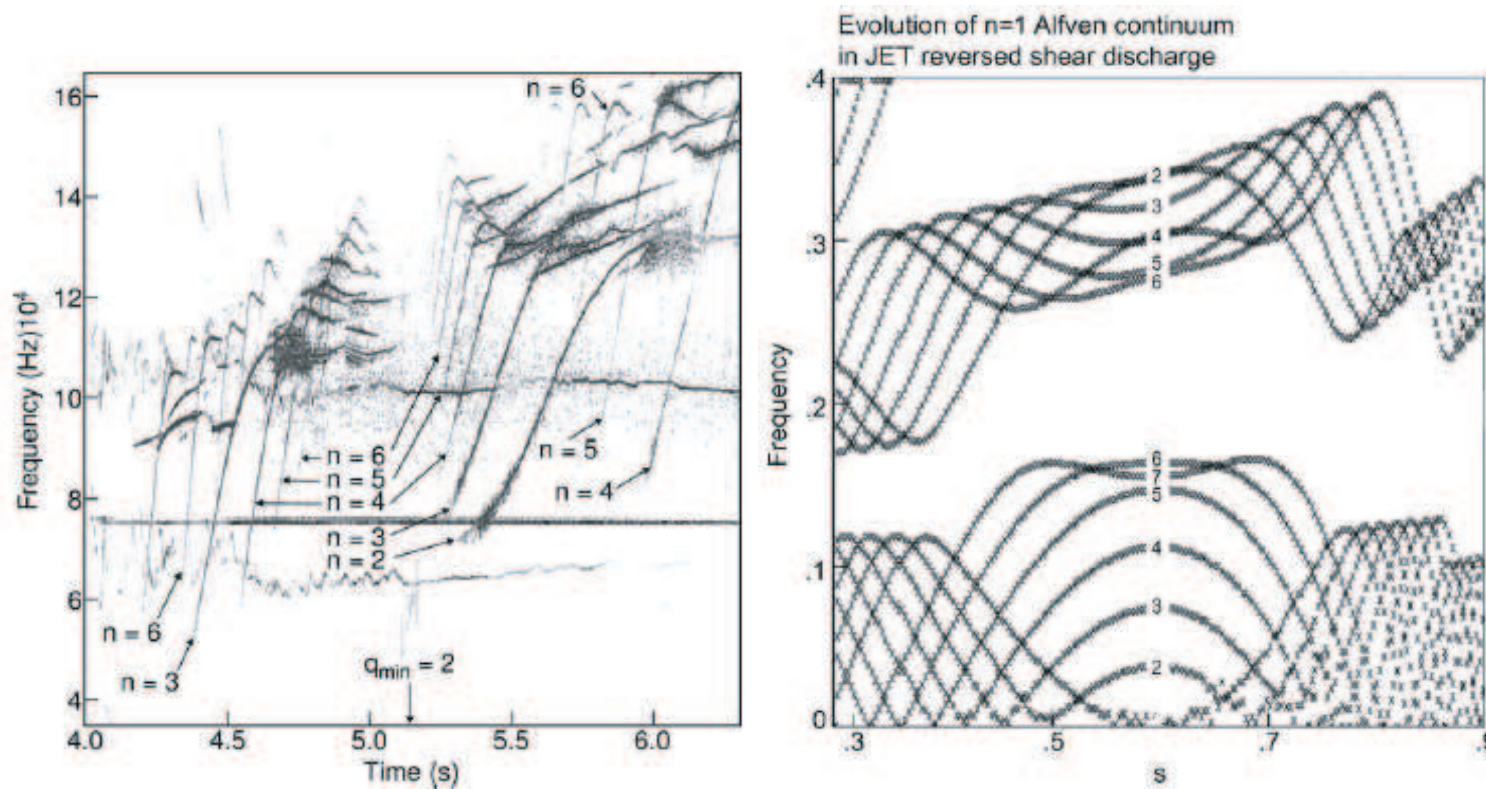 Evolution of n=1 Alfven continuum
in JET reversed shear discharge
Frequency (Hz)10⁴
16
14
12
10
8
6
4
4.0
4.5
5.0
5.5
6.0
Time (s)
n = 6
n = 6
n = 5
n = 4
n = 3
n = 2
n = 5
n = 4
n = 6
n = 3
qmin = 2
Frequency
.4
.3
.2
.1
0
.3
.5
.7
.9
s
2
3
4
5
6
6
7
5
4
3
2